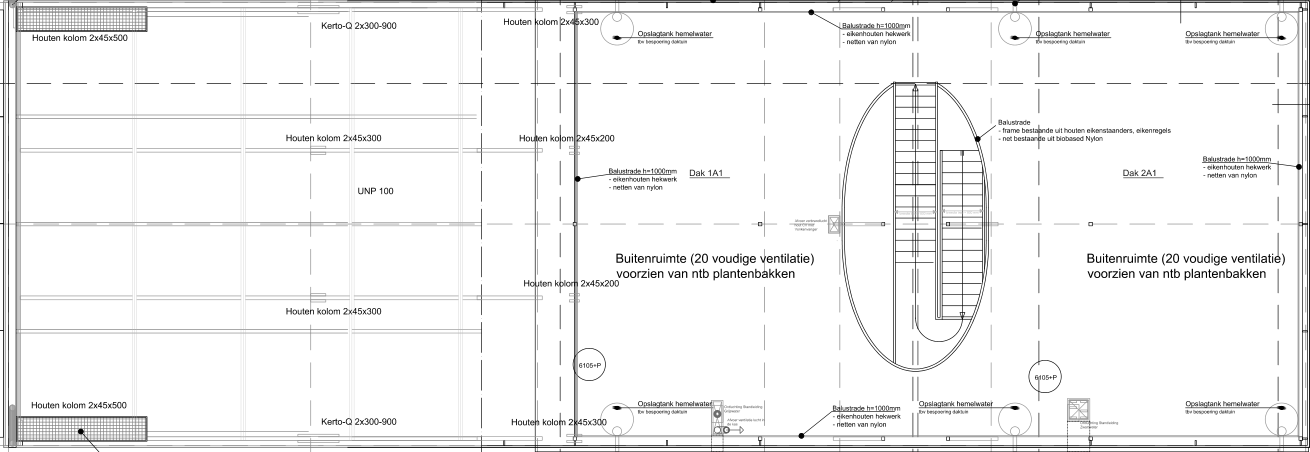 Houten kolom 2x45x500
Kerto-Q 2x300-900
Houten kolom 2x45x300
Opslagtank hemelwater
tbv bespoering daktuin
Balustrade h=1000mm
- eikenhouten hekwerk
- netten van nylon
Opslagtank hemelwater
tbv bespoering daktuin
Opslagtank hemelwater
tbv bespoering daktuin
Houten kolom 2x45x300
Houten kolom 2x45x200
Balustrade
- frame bestaande uit houten eikenstaanders, eikenregels
- net bestaande uit biobased Nylon
UNP 100
Balustrade h=1000mm
- eikenhouten hekwerk
- netten van nylon
Dak 1A1
Dak 2A1
Balustrade h=1000mm
- eikenhouten hekwerk
- netten van nylon
Buitenruimte (20 voudige ventilatie)
voorzien van ntb plantenbakken
Buitenruimte (20 voudige ventilatie)
voorzien van ntb plantenbakken
Houten kolom 2x45x300
Houten kolom 2x45x200
6105+P
6105+P
Houten kolom 2x45x500
Kerto-Q 2x300-900
Houten kolom 2x45x300
Opslagtank hemelwater
tbv bespoering daktuin
Balustrade h=1000mm
- eikenhouten hekwerk
- netten van nylon
Opslagtank hemelwater
tbv bespoering daktuin
Opslagtank hemelwater
tbv bespoering daktuin